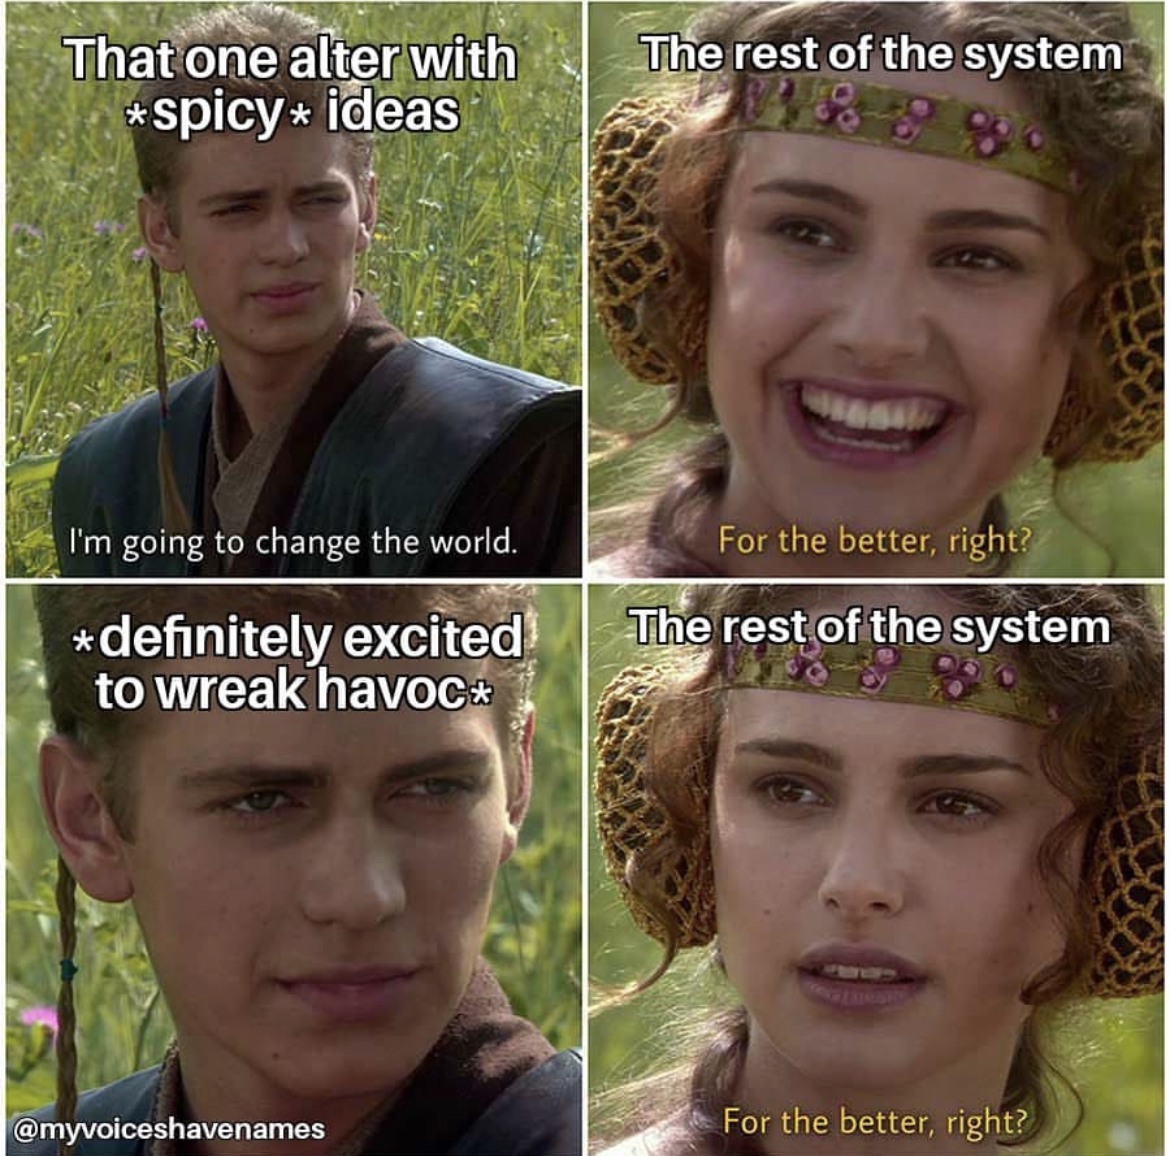 That one alter with
*spicy* ideas
I'm going to change the world.
The rest of the system
For the better, right?
*definitely excited
to wreak havoc*
@myvoiceshavenames
The rest of the system
For the better, right?